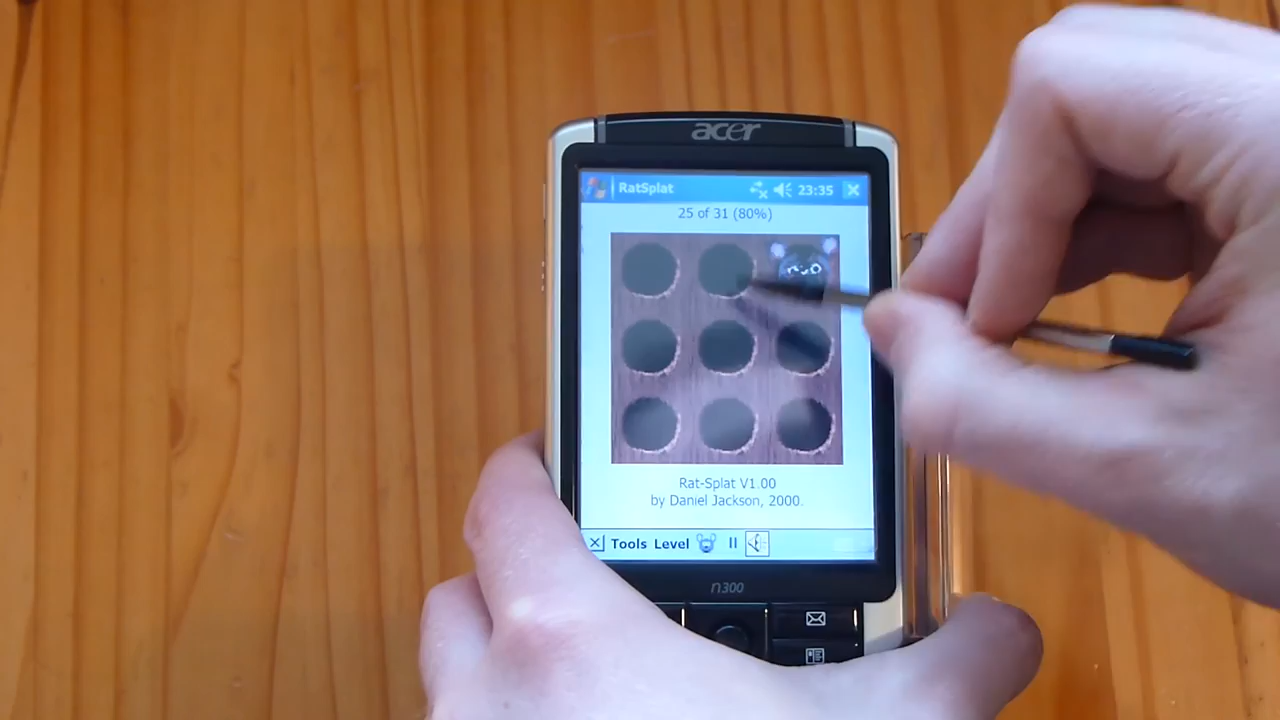 acer
RatSplat 23:35
25 of 31 (80%)
Rat-Splat V1.00
by Daniel Jackson, 2000.
Tools Level
n300